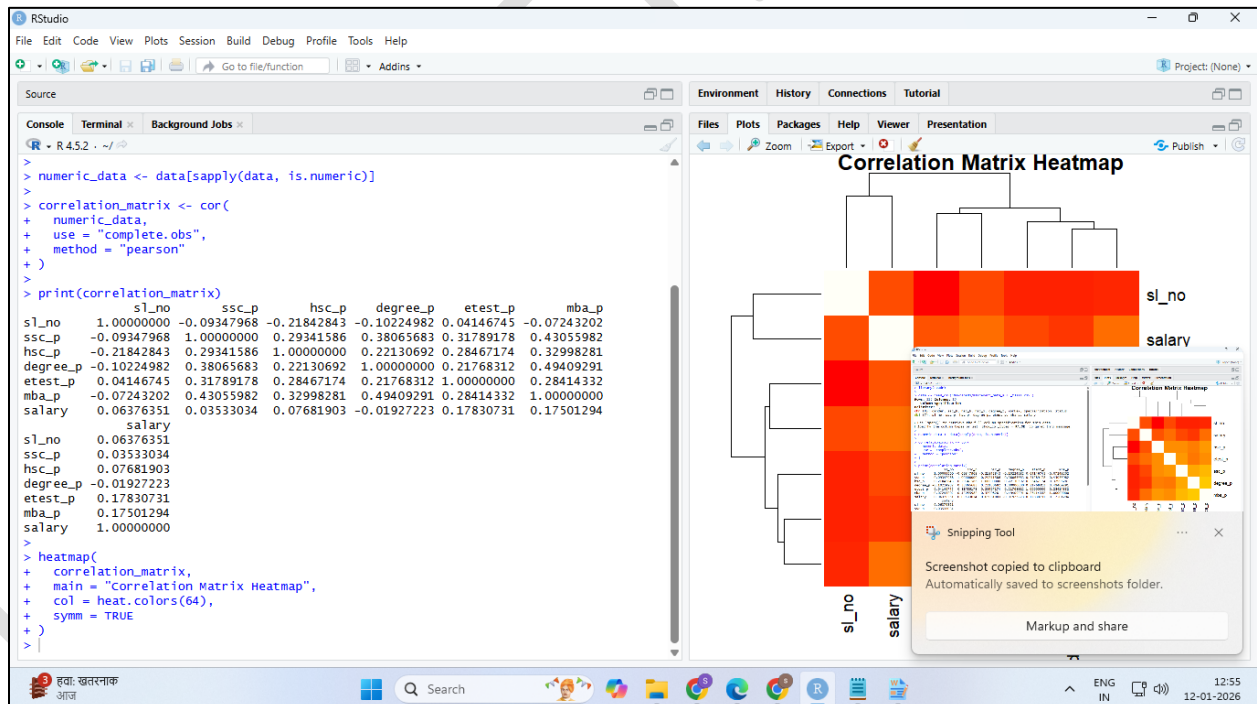 RStudio
File Edit Code View Plots Session Build Debug Profile Tools Help
Go to file/function
Addins
Project: (None)
Source
Console Terminal Background Jobs
R 4.5.2 · ~/
>
> numeric_data <- data[sapply(data, is.numeric)]
>
> correlation_matrix <- cor(
+ numeric_data,
+ use = "complete.obs",
+ method = "pearson"
+ )
>
> print(correlation_matrix)
sl_no ssc_p hsc_p degree_p etest_p mba_p
sl_no 1.00000000 -0.09347968 -0.21842843 -0.10224982 0.04146745 -0.07243202
ssc_p -0.09347968 1.00000000 0.29341586 0.38065683 0.31789178 0.43055982
hsc_p -0.21842843 0.29341586 1.00000000 0.22130692 0.28467174 0.32998281
degree_p -0.10224982 0.38065683 0.22130692 1.00000000 0.21768312 0.49409291
etest_p 0.04146745 0.31789178 0.28467174 0.21768312 1.00000000 0.28414332
mba_p -0.07243202 0.43055982 0.32998281 0.49409291 0.28414332 1.00000000
salary 0.06376351 0.03533034 0.07681903 -0.01927223 0.17830731 0.17501294
salary
sl_no 0.06376351
ssc_p 0.03533034
hsc_p 0.07681903
degree_p -0.01927223
etest_p 0.17830731
mba_p 0.17501294
salary 1.00000000
>
> heatmap(
+ correlation_matrix,
+ main = "Correlation Matrix Heatmap",
+ col = heat.colors(64),
+ symm = TRUE
+ )
>
Environment History Connections Tutorial
Files Plots Packages Help Viewer Presentation
Zoom Export Publish
Correlation Matrix Heatmap
sl_no
salary
sl_no
salary
Correlation Matrix Heatmap
Snipping Tool
Screenshot copied to clipboard
Automatically saved to screenshots folder.
Markup and share
3
हवा: खतरनाक
आज
Search
ENG
IN
12:55
12-01-2026